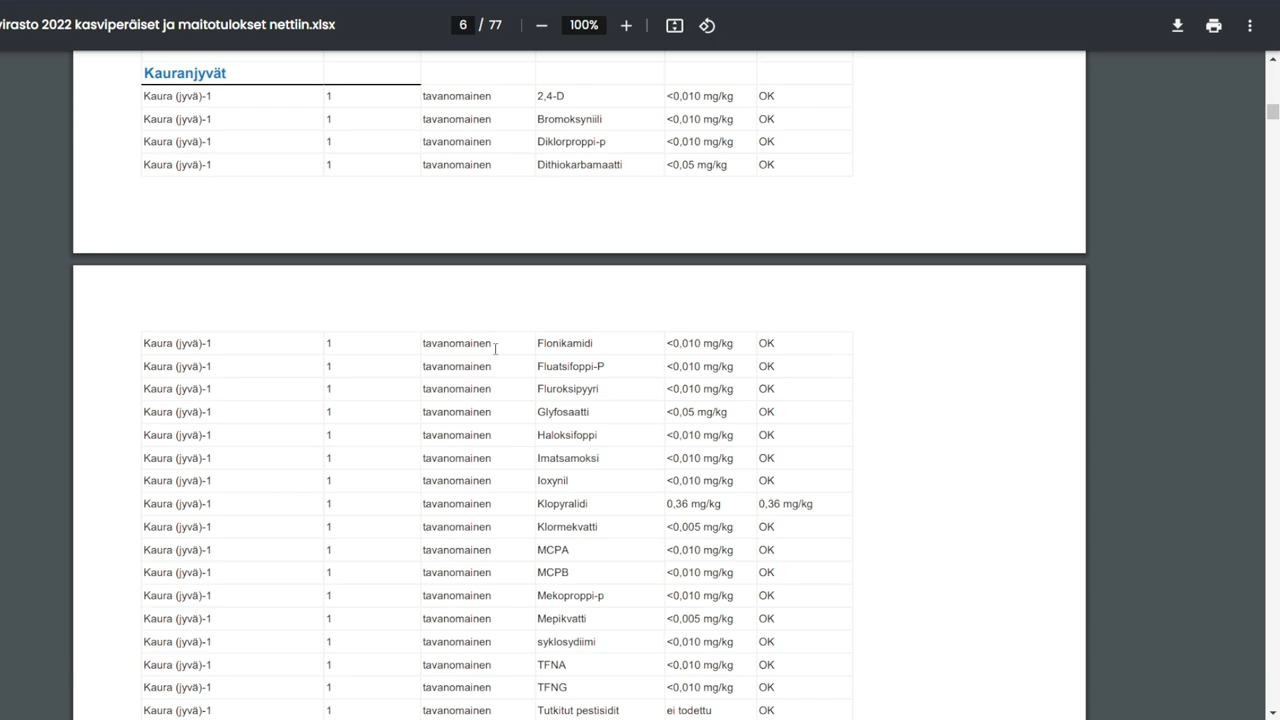 virasto 2022 kasviperäiset ja maitotulokset nettiin.xlsx 6 / 77 100%
Kauranjyvät
Kaura (jyvä)-1 1 tavanomainen 2,4-D <0,010 mg/kg OK
Kaura (jyvä)-1 1 tavanomainen Bromoksyniili <0,010 mg/kg OK
Kaura (jyvä)-1 1 tavanomainen Diklorproppi-p <0,010 mg/kg OK
Kaura (jyvä)-1 1 tavanomainen Dithiokarbamaatti <0,05 mg/kg OK
Kaura (jyvä)-1 1 tavanomainen Flonikamidi <0,010 mg/kg OK
Kaura (jyvä)-1 1 tavanomainen Fluatsifoppi-P <0,010 mg/kg OK
Kaura (jyvä)-1 1 tavanomainen Fluroksipyyri <0,010 mg/kg OK
Kaura (jyvä)-1 1 tavanomainen Glyfosaatti <0,05 mg/kg OK
Kaura (jyvä)-1 1 tavanomainen Haloksifoppi <0,010 mg/kg OK
Kaura (jyvä)-1 1 tavanomainen Imatsamoksi <0,010 mg/kg OK
Kaura (jyvä)-1 1 tavanomainen Ioxynil <0,010 mg/kg OK
Kaura (jyvä)-1 1 tavanomainen Klopyralidi 0,36 mg/kg 0,36 mg/kg
Kaura (jyvä)-1 1 tavanomainen Klormekvatti <0,005 mg/kg OK
Kaura (jyvä)-1 1 tavanomainen MCPA <0,010 mg/kg OK
Kaura (jyvä)-1 1 tavanomainen MCPB <0,010 mg/kg OK
Kaura (jyvä)-1 1 tavanomainen Mekoproppi-p <0,010 mg/kg OK
Kaura (jyvä)-1 1 tavanomainen Mepikvatti <0,005 mg/kg OK
Kaura (jyvä)-1 1 tavanomainen syklosydiimi <0,010 mg/kg OK
Kaura (jyvä)-1 1 tavanomainen TFNA <0,010 mg/kg OK
Kaura (jyvä)-1 1 tavanomainen TFNG <0,010 mg/kg OK
Kaura (jyvä)-1 1 tavanomainen Tutkitut pestisidit ei todettu OK